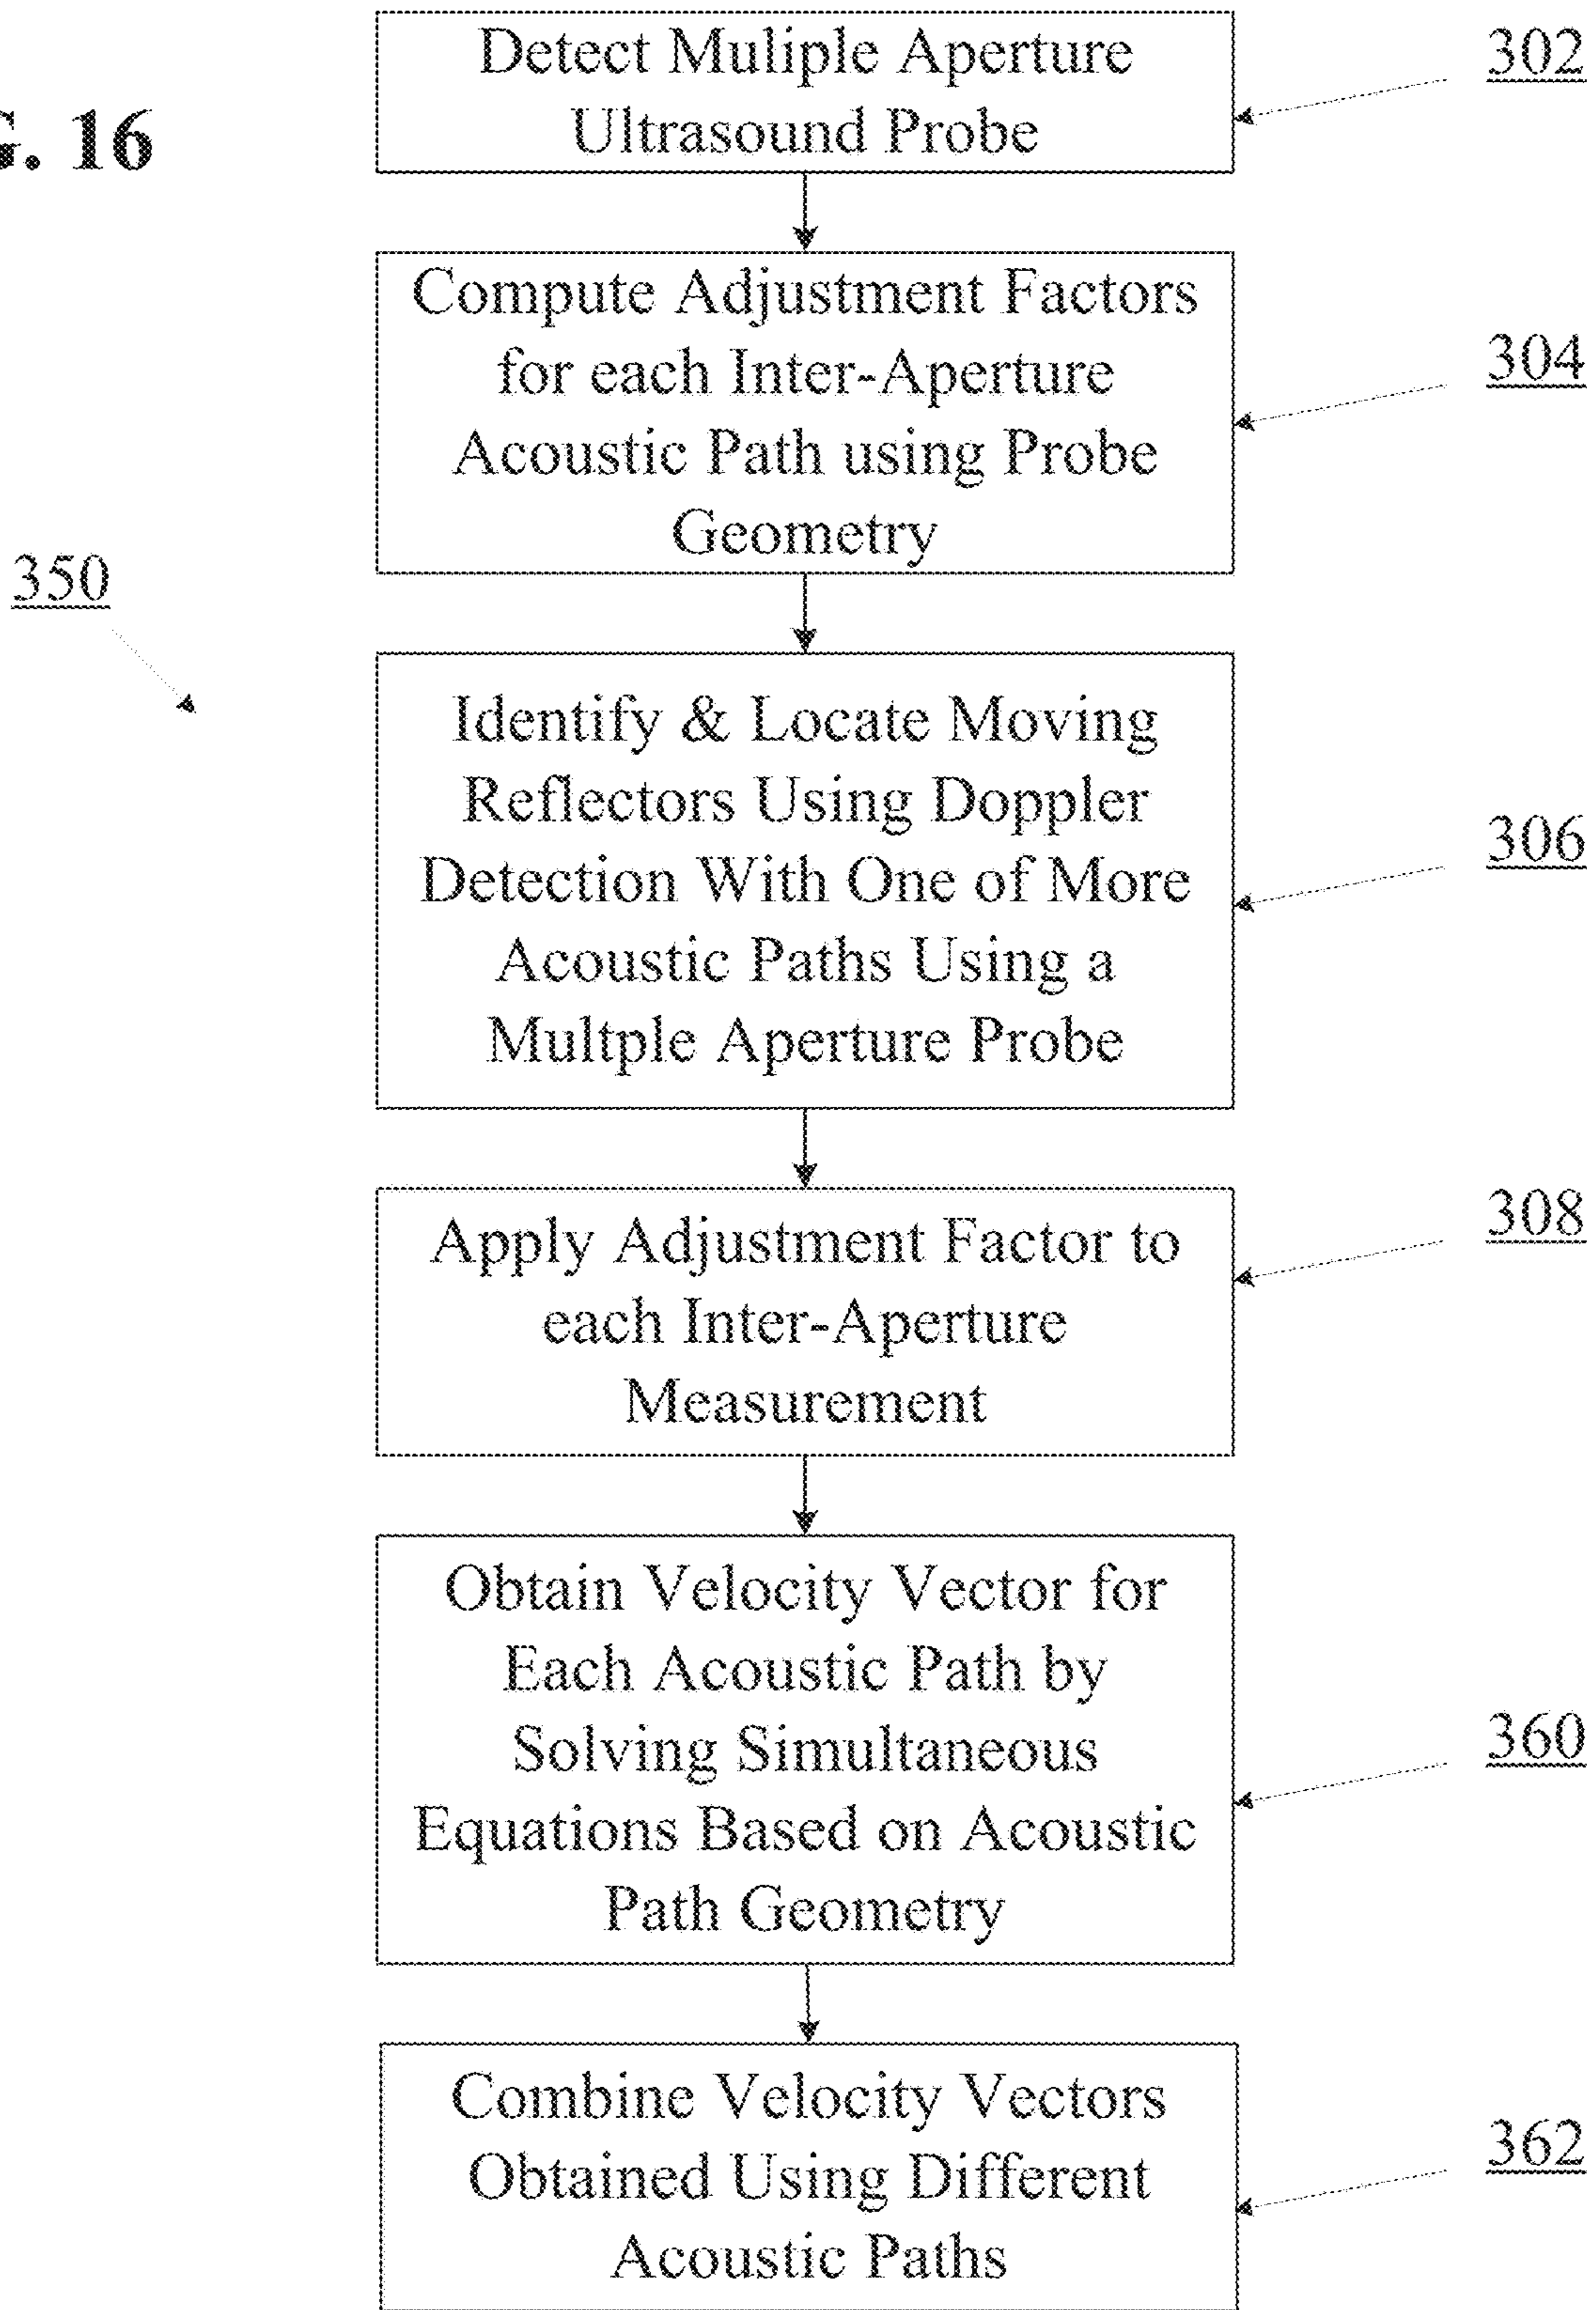 G. 16
Detect Muliple Aperture
Ultrasound Probe
302
Compute Adjustment Factors
for each Inter-Aperture
Acoustic Path using Probe
Geometry
304
350
Identify & Locate Moving
Reflectors Using Doppler
Detection With One of More
Acoustic Paths Using a
Multple Aperture Probe
306
Apply Adjustment Factor to
each Inter-Aperture
Measurement
308
Obtain Velocity Vector for
Each Acoustic Path by
Solving Simultaneous
Equations Based on Acoustic
Path Geometry
360
Combine Velocity Vectors
Obtained Using Different
Acoustic Paths
362